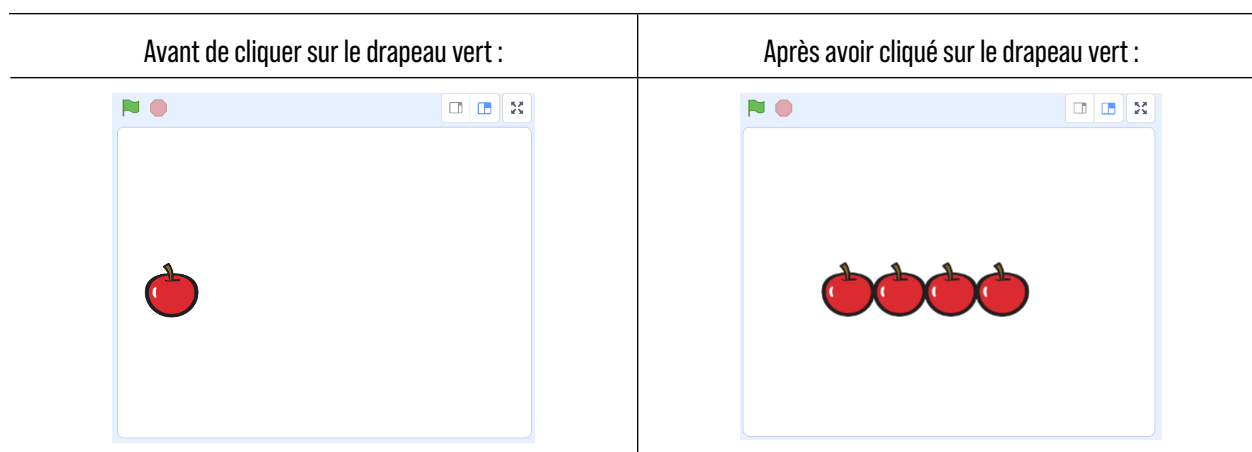 Avant de cliquer sur le drapeau vert :
Après avoir cliqué sur le drapeau vert :